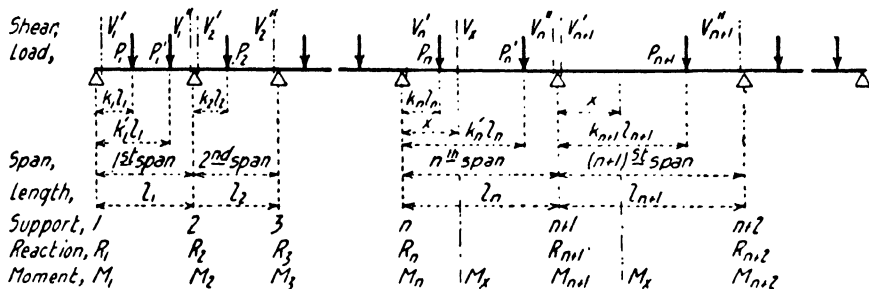 Shear, V₁' V₁" V₂' V₂" Vₙ' Vₓ Vₙ" V'ₙ₊₁ V"ₙ₊₁
Load, P₁ P₁' P₂ Pₙ Pₙ' Pₙ₊₁
k₁l₁ k₂l₂ kₙlₙ x
k₁'l₁ x kₙ'lₙ kₙ₊₁lₙ₊₁
Span, 1st span 2nd span nth span (n+1)st span
Length, l₁ l₂ lₙ lₙ₊₁
Support, 1 2 3 n n+1 n+2
Reaction, R₁ R₂ R₃ Rₙ Rₙ₊₁ Rₙ₊₂
Moment, M₁ M₂ M₃ Mₙ Mₓ Mₙ₊₁ Mₓ Mₙ₊₂